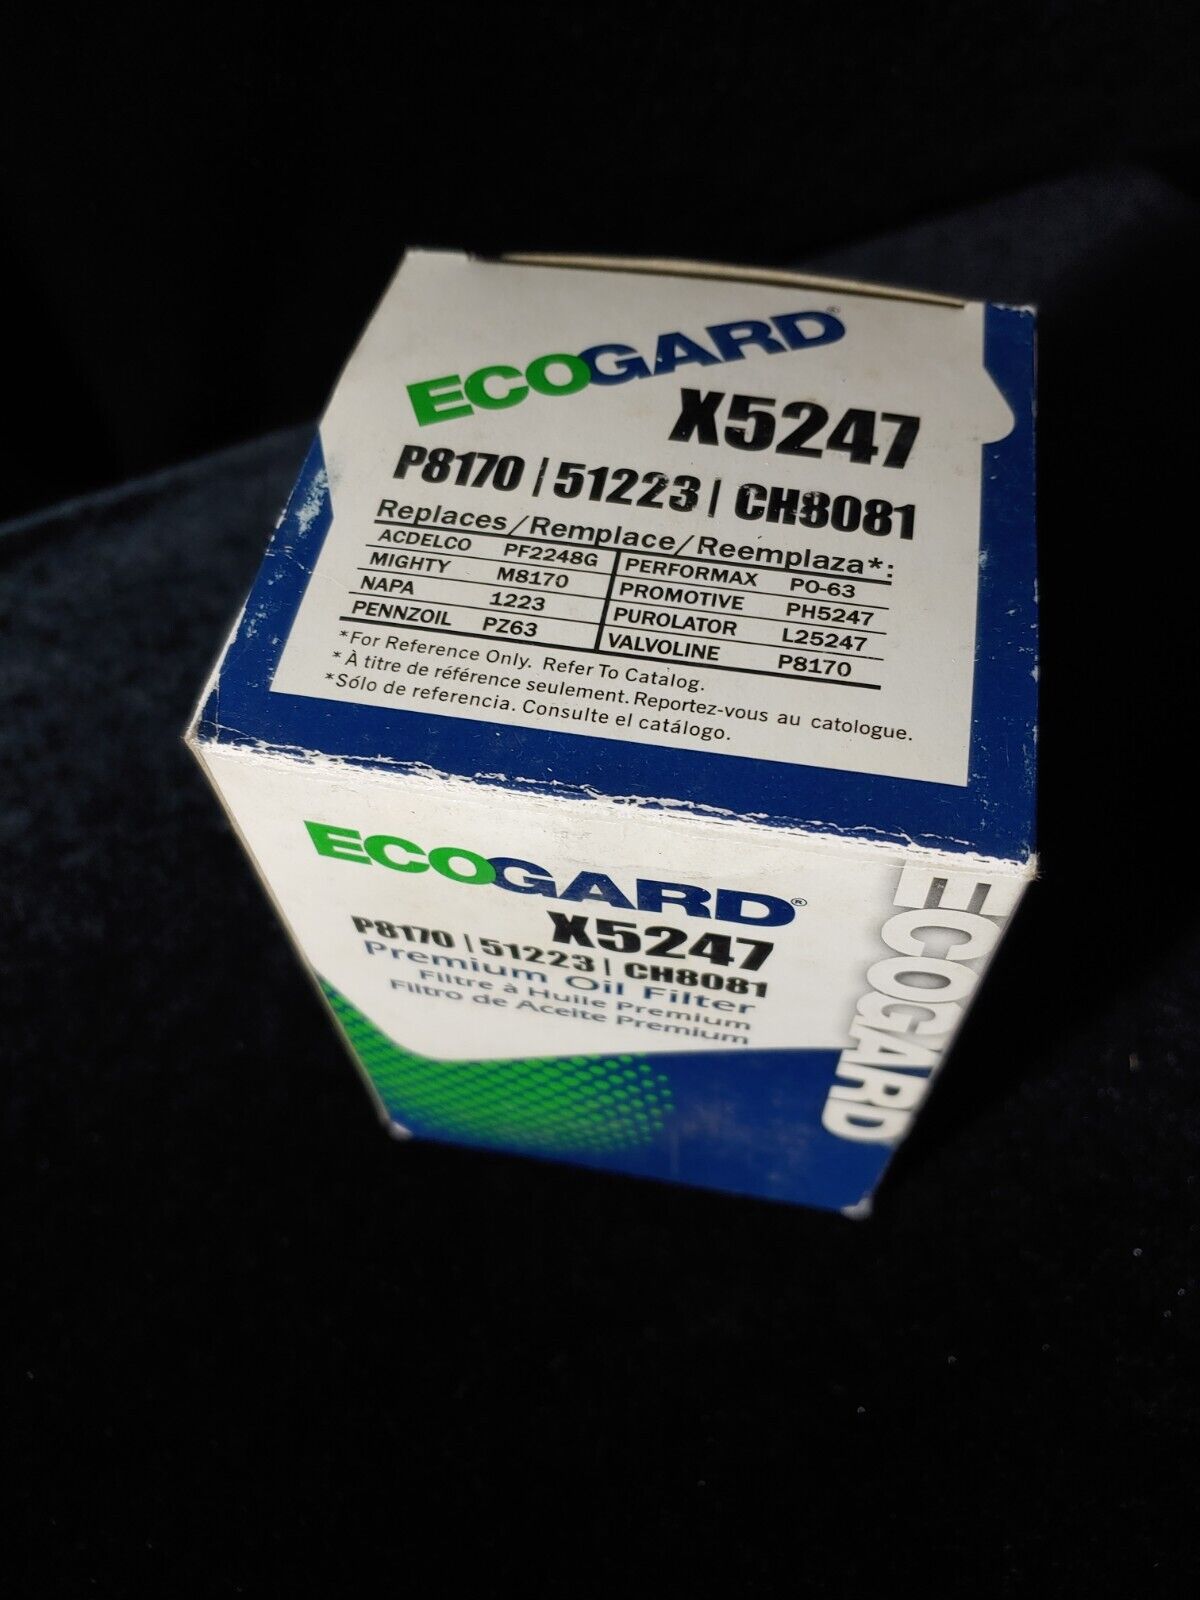 ECOGARD®
X5247
P8170 | 51223 | CH8081
Replaces/Remplace/Reemplaza*:
ACDELCO PF2248G PERFORMAX PO-63
MIGHTY M8170 PROMOTIVE PH5247
NAPA 1223 PUROLATOR L25247
PENNZOIL PZ63 VALVOLINE P8170
*For Reference Only. Refer To Catalog.
*À titre de référence seulement. Reportez-vous au catologue.
*Sólo de referencia. Consulte el catálogo.
ECOGARD®
X5247
P8170 | 51223 | CH8081
Premium Oil Filter
Filtre à Huile Premium
Filtro de Aceite Premium
ECOGARD